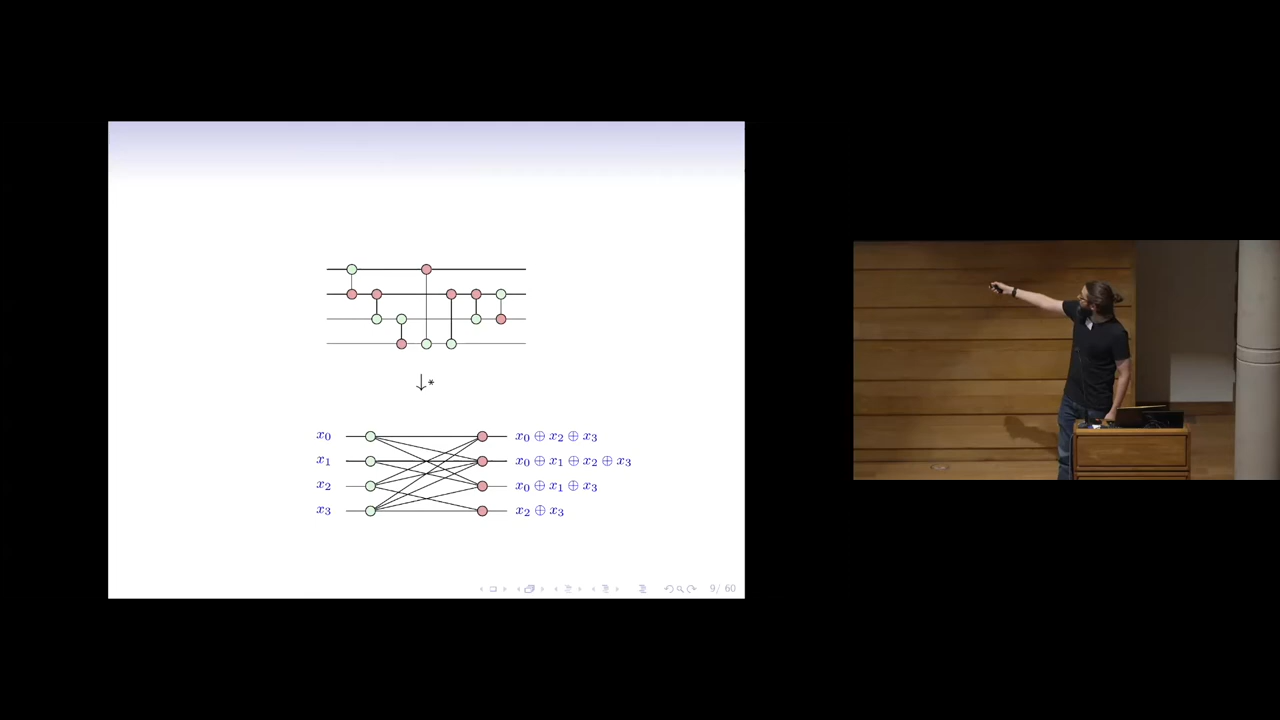 *
x₀ x₀ ⊕ x₂ ⊕ x₃
x₁ x₀ ⊕ x₁ ⊕ x₂ ⊕ x₃
x₂ x₀ ⊕ x₁ ⊕ x₃
x₃ x₂ ⊕ x₃
9/ 60